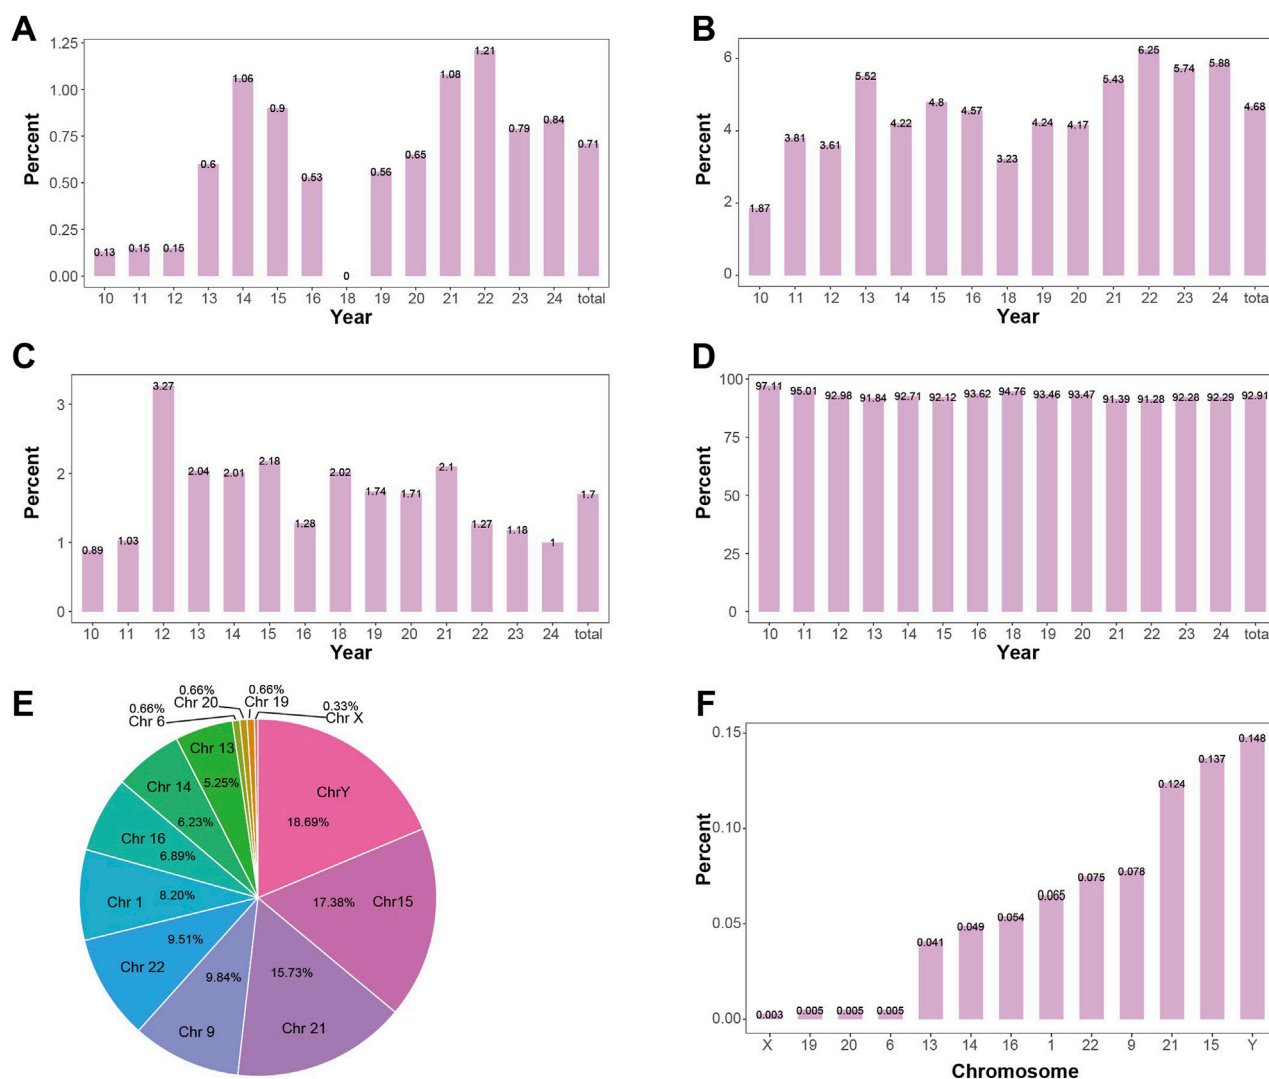 A
Percent
1.25
1.00
0.75
0.50
0.25
0.00
0.13
0.15
0.15
0.6
1.06
0.9
0.53
0
0.56
0.65
1.08
1.21
0.79
0.84
0.71
10 11 12 13 14 15 16 18 19 20 21 22 23 24 total
Year
B
Percent
6
4
2
0
1.87
3.81
3.61
5.52
4.22
4.8
4.57
3.23
4.24
4.17
5.43
6.25
5.74
5.88
4.68
10 11 12 13 14 15 16 18 19 20 21 22 23 24 total
Year
C
Percent
3
2
1
0
0.89
1.03
3.27
2.04
2.01
2.18
1.28
2.02
1.74
1.71
2.1
1.27
1.18
1
1.7
10 11 12 13 14 15 16 18 19 20 21 22 23 24 total
Year
D
Percent
100
75
50
25
0
97.11 95.01 92.98 91.84 92.71 92.12 93.62 94.76 93.46 93.47 91.39 91.28 92.28 92.29 92.91
10 11 12 13 14 15 16 18 19 20 21 22 23 24 total
Year
E
0.66%
Chr 6
0.66%
Chr 20
0.66%
Chr 19
0.33%
Chr X
ChrY
18.69%
Chr15
17.38%
Chr 21
15.73%
Chr 9
9.84%
Chr 22
9.51%
Chr 1
8.20%
Chr 16
6.89%
Chr 14
6.23%
Chr 13
5.25%
F
Percent
0.15
0.10
0.05
0.00
0.003
0.005
0.005
0.005
0.041
0.049
0.054
0.065
0.075
0.078
0.124
0.137
0.148
X 19 20 6 13 14 16 1 22 9 21 15 Y
Chromosome